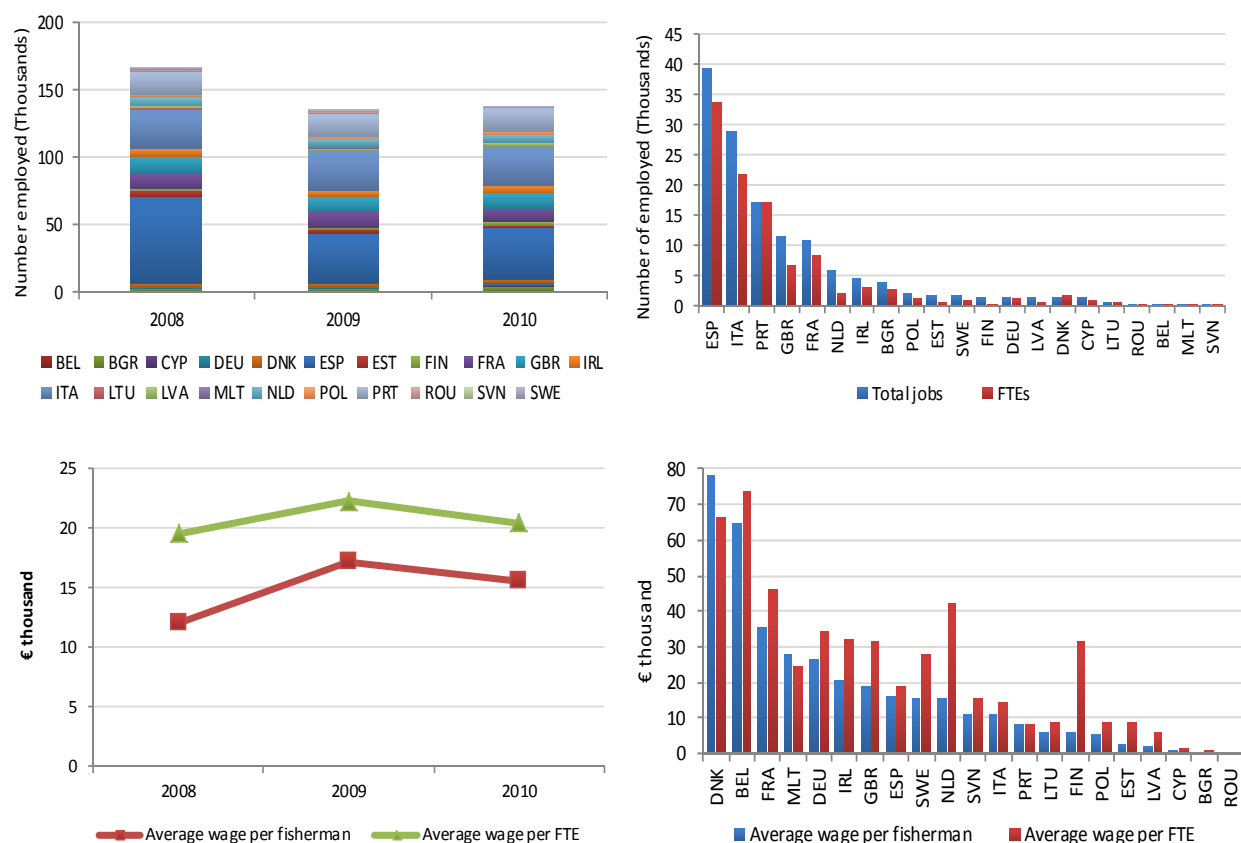 Number employed (Thousands)
200
150
100
50
0
2008 2009 2010
BEL BGR CYP DEU DNK ESP EST FIN FRA GBR IRL
ITA LTU LVA MLT NLD POL PRT ROU SVN SWE
Number of employed (Thousands)
45
40
35
30
25
20
15
10
5
0
ESP ITA PRT GBR FRA NLD IRL BGR POL EST SWE FIN DEU LVA DNK CYP LTU ROU BEL MLT SVN
Total jobs FTEs
€ thousand
25
20
15
10
5
0
2008 2009 2010
Average wage per fisherman Average wage per FTE
€ thousand
80
70
60
50
40
30
20
10
0
DNK BEL FRA MLT DEU IRL GBR ESP SWE NLD SVN ITA PRT LTU FIN POL EST LVA CYP BGR ROU
Average wage per fisherman Average wage per FTE